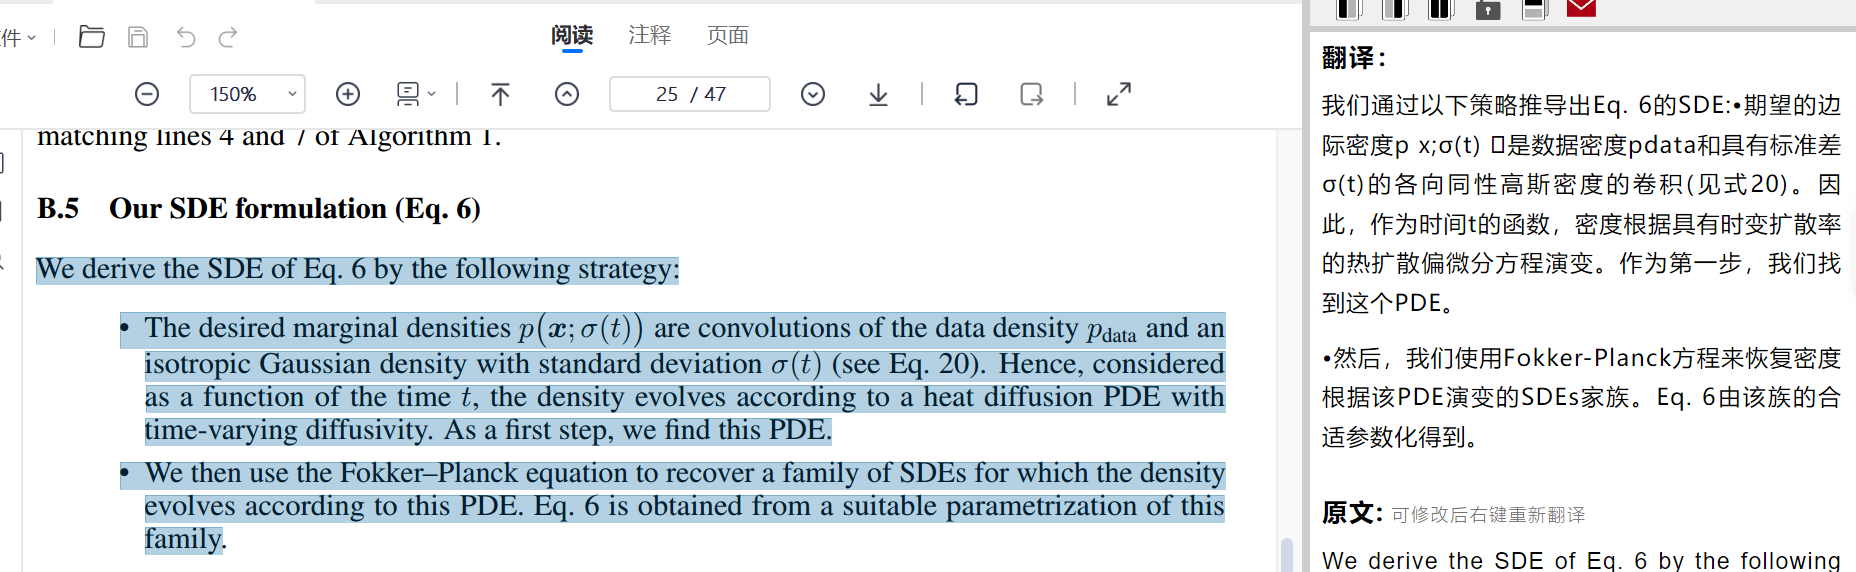 件
阅读 注释 页面
150%
25 / 47
matching lines 4 and 7 of Algorithm 1.
B.5 Our SDE formulation (Eq. 6)
We derive the SDE of Eq. 6 by the following strategy:
• The desired marginal densities p(x; σ(t)) are convolutions of the data density pdata and an
isotropic Gaussian density with standard deviation σ(t) (see Eq. 20). Hence, considered
as a function of the time t, the density evolves according to a heat diffusion PDE with
time-varying diffusivity. As a first step, we find this PDE.
• We then use the Fokker–Planck equation to recover a family of SDEs for which the density
evolves according to this PDE. Eq. 6 is obtained from a suitable parametrization of this
family.
翻译：
我们通过以下策略推导出Eq. 6的SDE:•期望的边
际密度p x;σ(t) 是数据密度pdata和具有标准差
σ(t)的各向同性高斯密度的卷积(见式20)。因
此，作为时间t的函数，密度根据具有时变扩散率
的热扩散偏微分方程演变。作为第一步，我们找
到这个PDE。
•然后，我们使用Fokker-Planck方程来恢复密度
根据该PDE演变的SDEs家族。Eq. 6由该族的合
适参数化得到。
原文: 可修改后右键重新翻译
We derive the SDE of Eq. 6 by the following